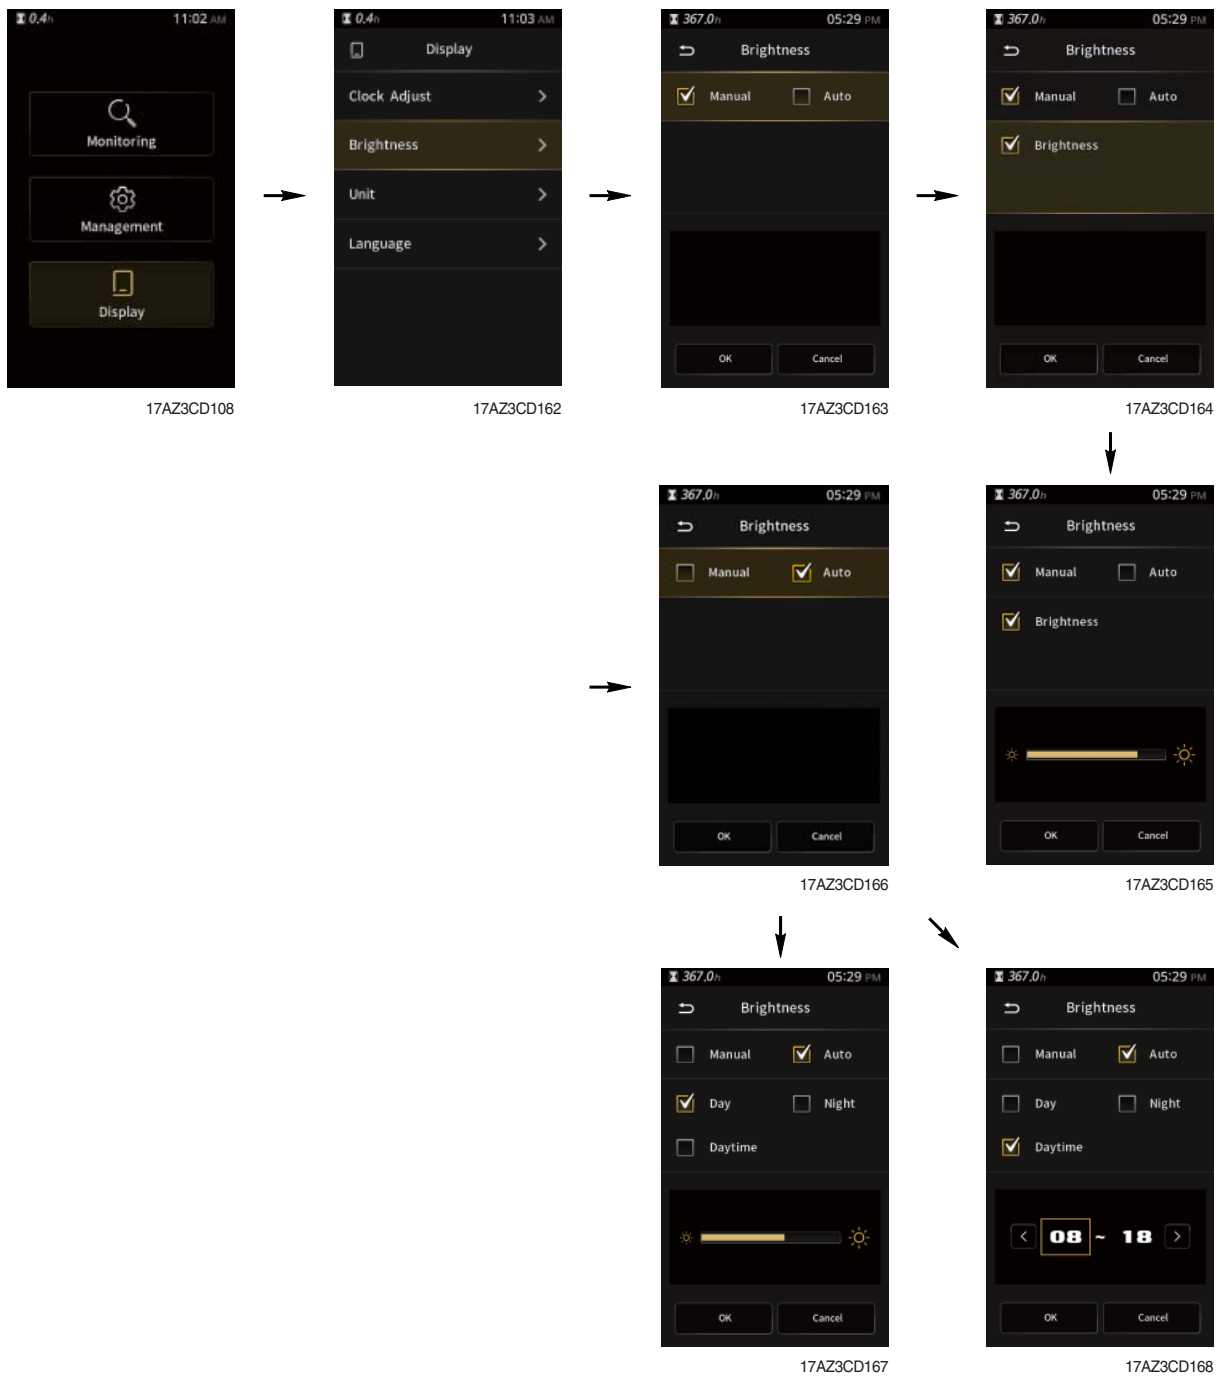 0.4h 11:02 AM
Monitoring
Management
Display
17AZ3CD108
0.4h 11:03 AM
Display
Clock Adjust
Brightness
Unit
Language
17AZ3CD162
367.0h 05:29 PM
Brightness
Manual Auto
OK Cancel
17AZ3CD163
367.0h 05:29 PM
Brightness
Manual Auto
Brightness
OK Cancel
17AZ3CD164
367.0h 05:29 PM
Brightness
Manual Auto
OK Cancel
17AZ3CD166
367.0h 05:29 PM
Brightness
Manual Auto
Brightness
OK Cancel
17AZ3CD165
367.0h 05:29 PM
Brightness
Manual Auto
Day Night
Daytime
OK Cancel
17AZ3CD167
367.0h 05:29 PM
Brightness
Manual Auto
Day Night
Daytime
08 ~ 18
OK Cancel
17AZ3CD168